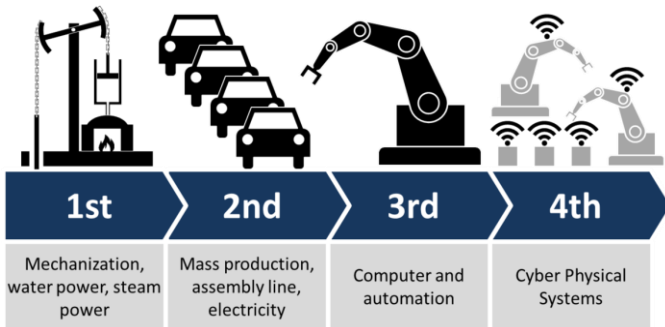 1st
2nd
3rd
4th
Mechanization,
water power, steam
power
Mass production,
assembly line,
electricity
Computer and
automation
Cyber Physical
Systems